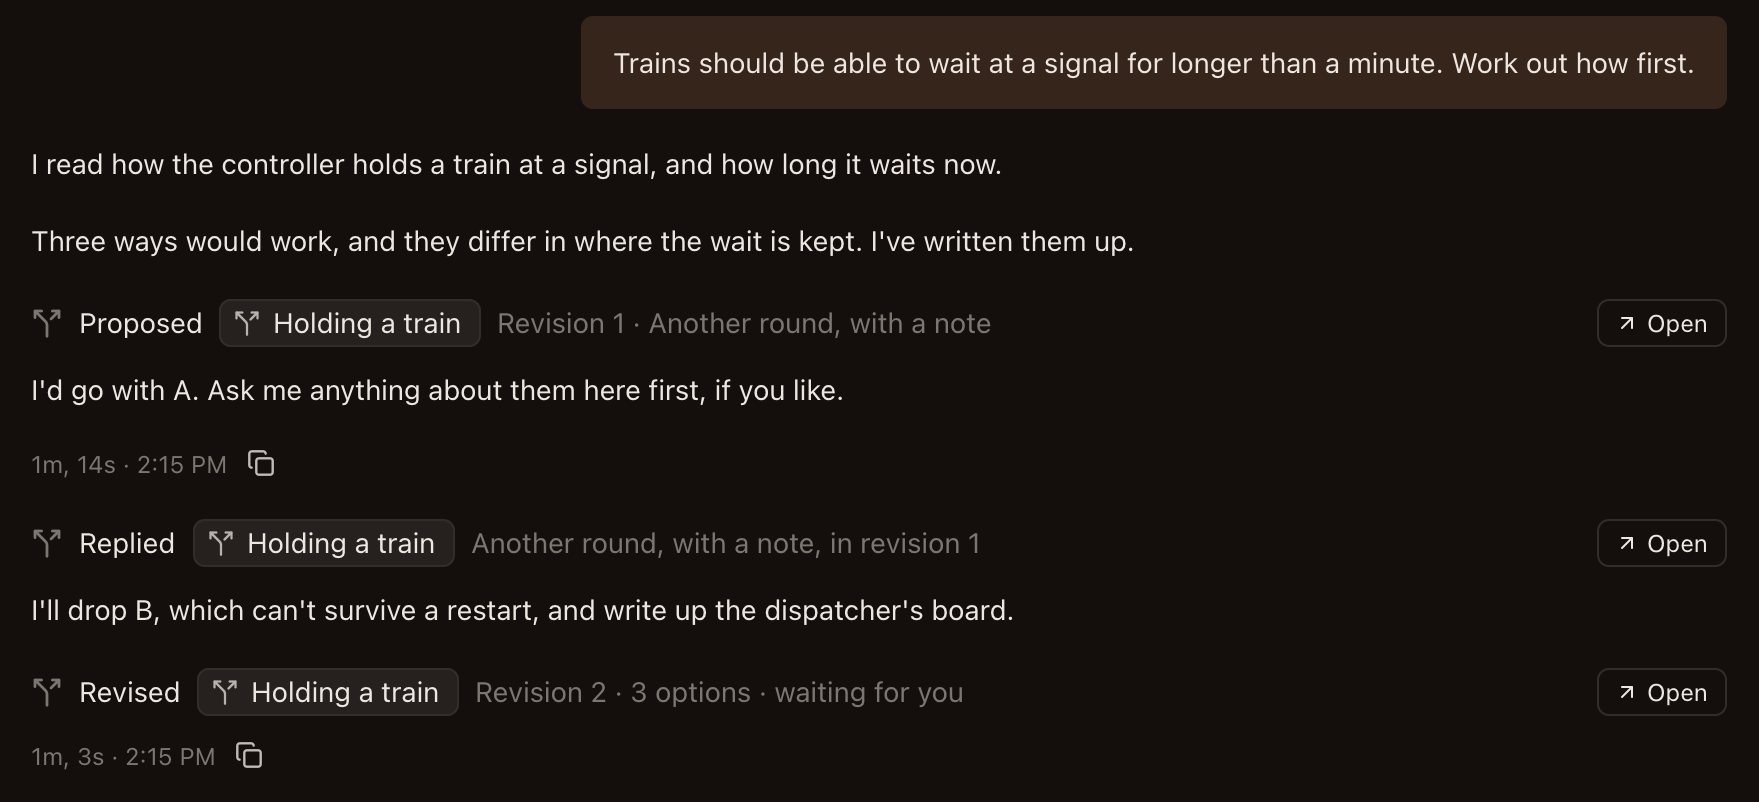 Trains should be able to wait at a signal for longer than a minute. Work out how first.
I read how the controller holds a train at a signal, and how long it waits now.
Three ways would work, and they differ in where the wait is kept. I've written them up.
Proposed Holding a train Revision 1 · Another round, with a note Open
I'd go with A. Ask me anything about them here first, if you like.
1m, 14s · 2:15 PM
Replied Holding a train Another round, with a note, in revision 1 Open
I'll drop B, which can't survive a restart, and write up the dispatcher's board.
Revised Holding a train Revision 2 · 3 options · waiting for you Open
1m, 3s · 2:15 PM